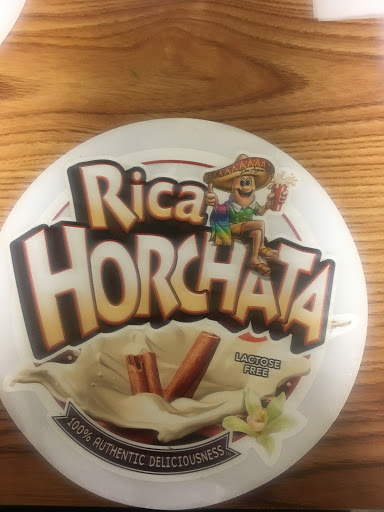 Rica
HORCHATA
LACTOSE
FREE
100% AUTHENTIC DELICIOUSNESS